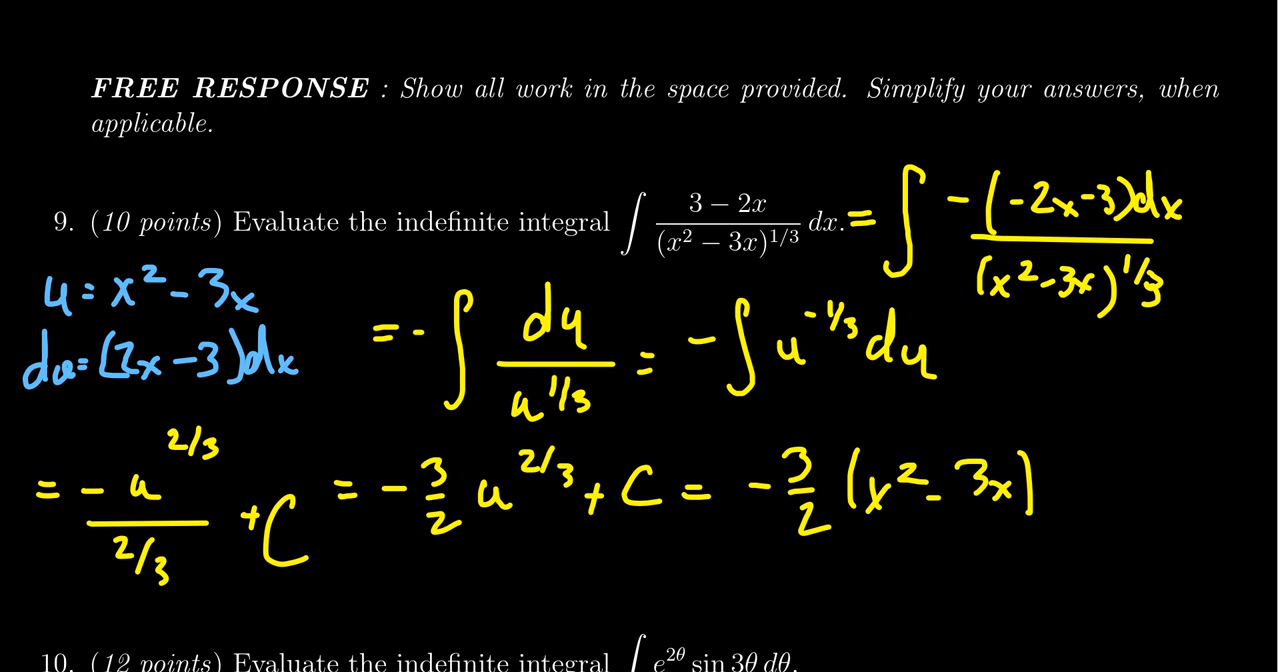 FREE RESPONSE : Show all work in the space provided. Simplify your answers, when
applicable.
9. (10 points) Evaluate the indefinite integral ∫ (3 − 2x)/(x² − 3x)^{1/3} dx. = ∫ (-(-2x-3)dx)/(x²-3x)^{1/3}
u = x² - 3x
du = (2x - 3)dx
= - ∫ du/u^{1/3} = - ∫ u^{-1/3} du
= -u^{2/3}/(2/3) + C = -3/2 u^{2/3} + C = -3/2 (x² - 3x)
10. (12 points) Evaluate the indefinite integral ∫ e^{2θ} sin 3θ dθ.